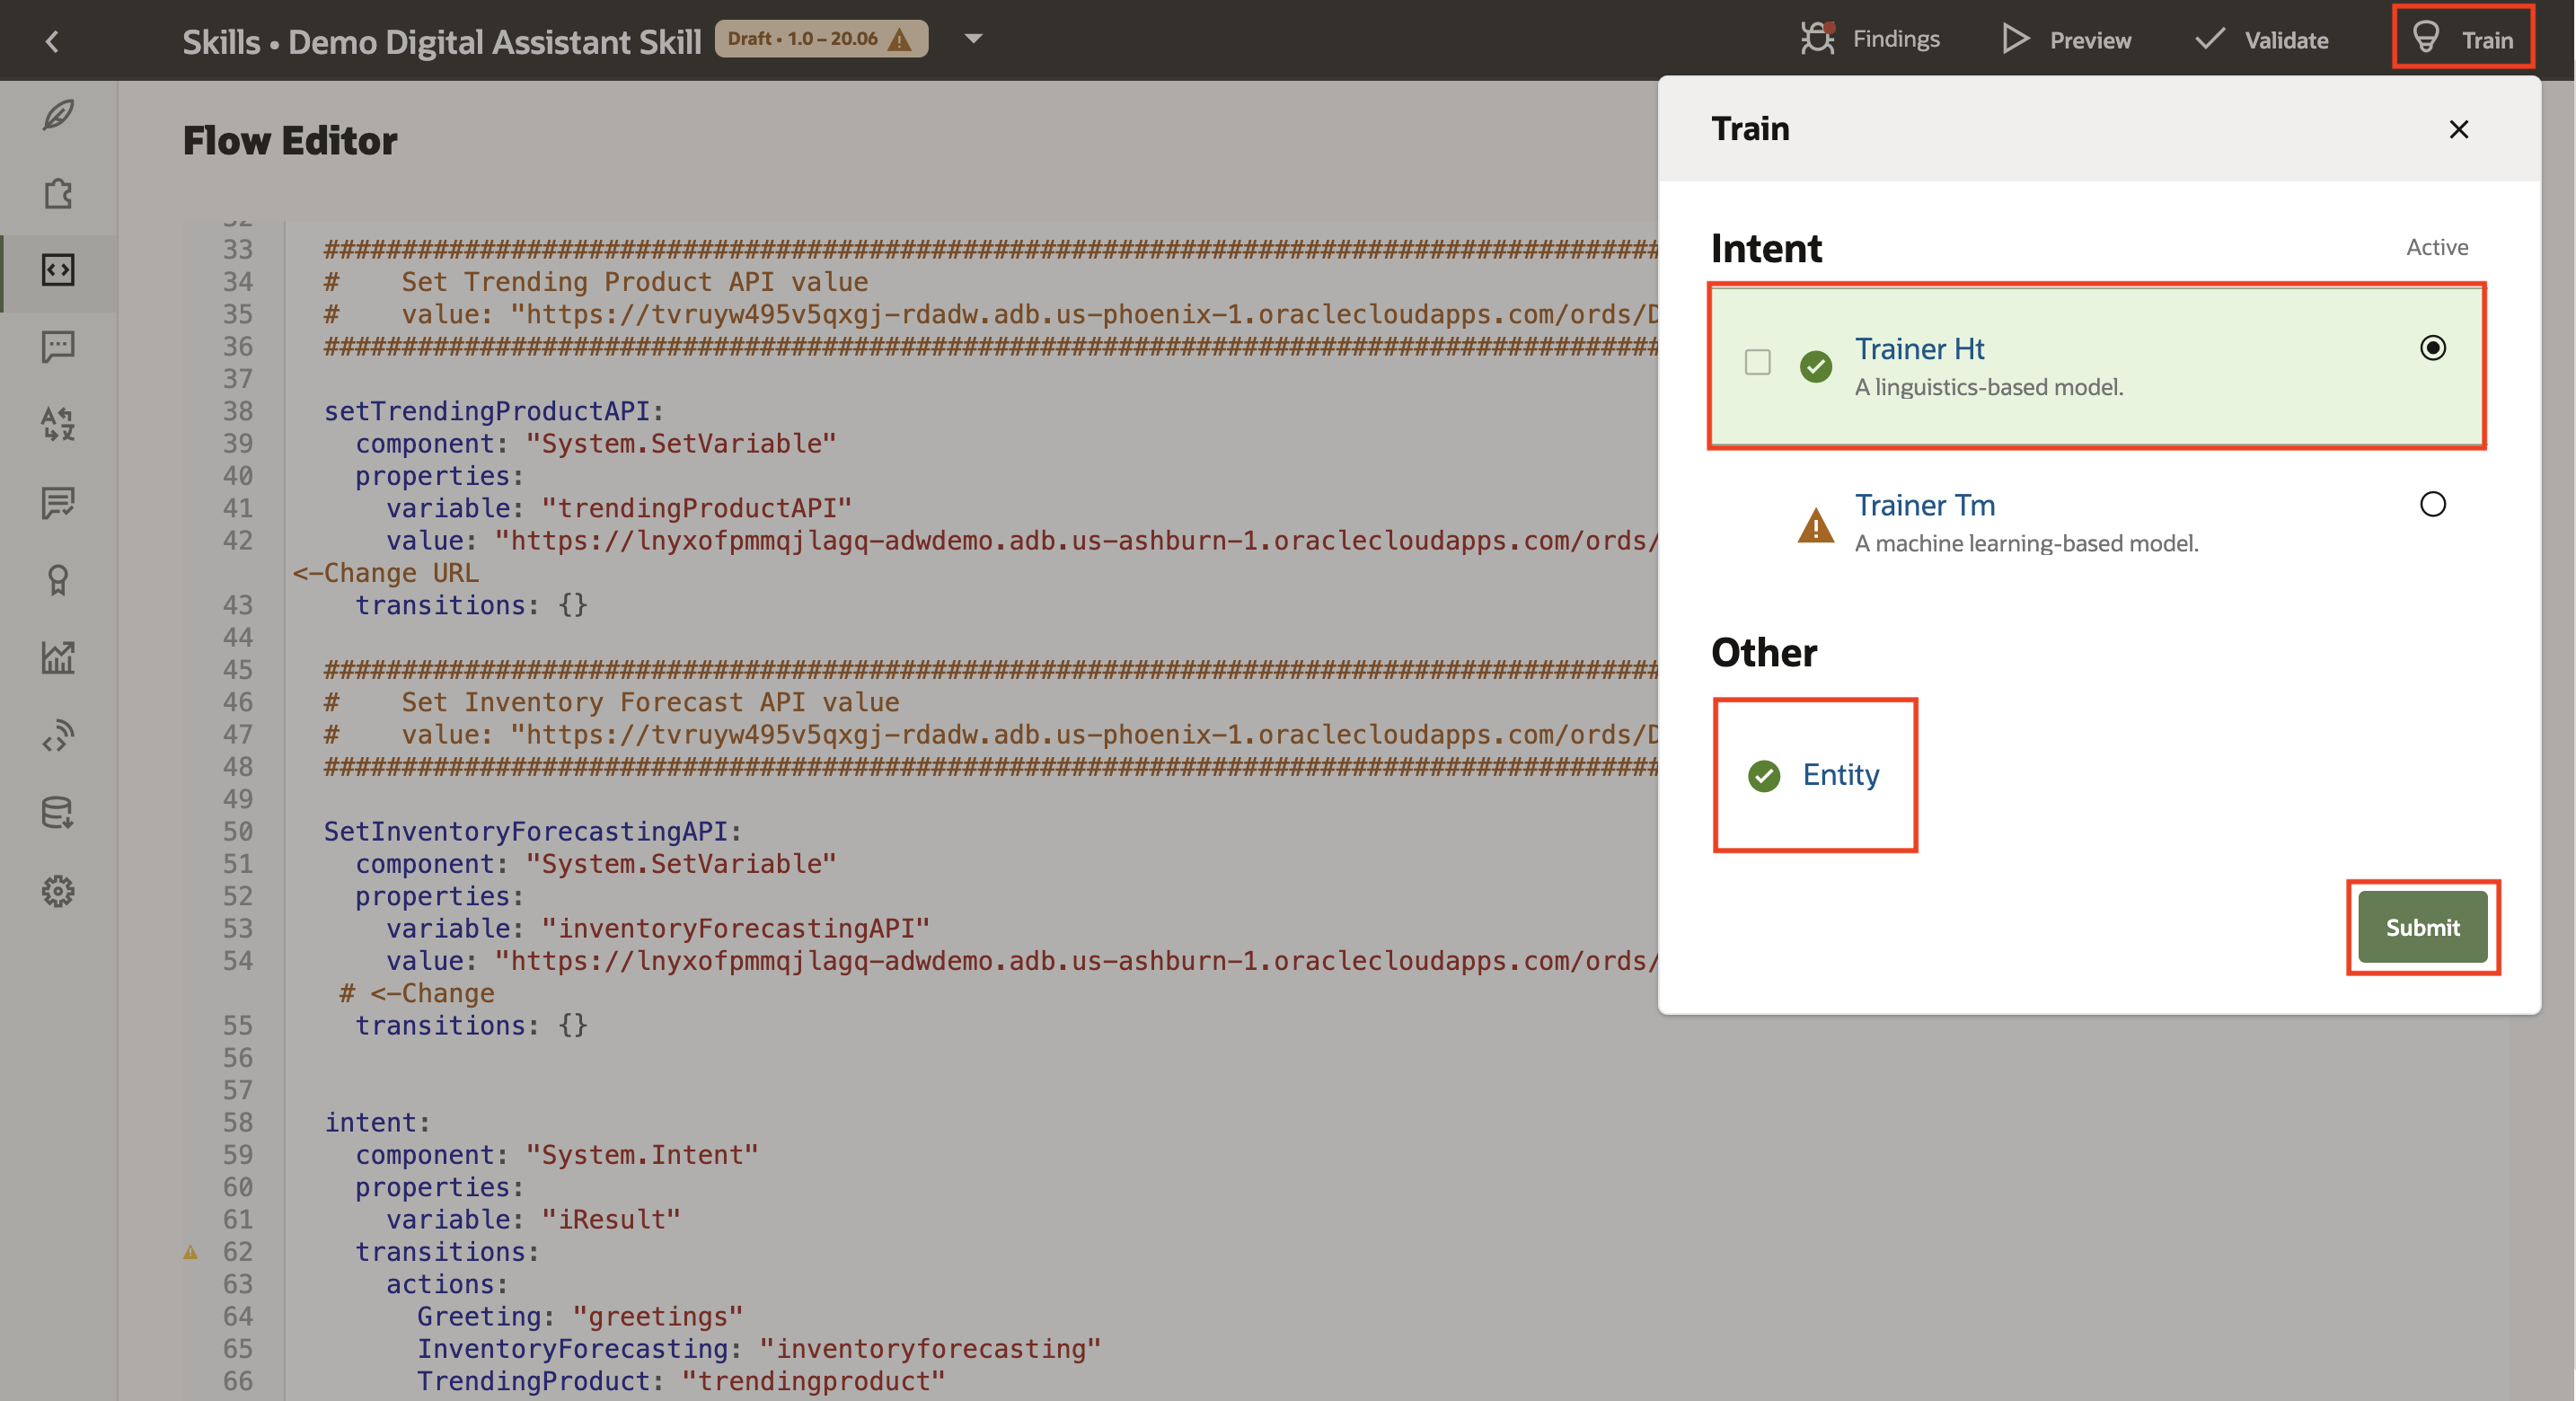 Skills • Demo Digital Assistant Skill
Draft • 1.0 – 20.06
Findings
Preview
Validate
Train
Flow Editor
33 ##########################################################################################
34 #    Set Trending Product API value
35 #    value: "https://tvruyw495v5qxgj-rdadw.adb.us-phoenix-1.oraclecloudapps.com/ords/D
36 ##########################################################################################
37
38 setTrendingProductAPI:
39   component: "System.SetVariable"
40   properties:
41     variable: "trendingProductAPI"
42     value: "https://lnyxofpmmqjlagq-adwdemo.adb.us-ashburn-1.oraclecloudapps.com/ords/
<-Change URL
43   transitions: {}
44
45 ##########################################################################################
46 #    Set Inventory Forecast API value
47 #    value: "https://tvruyw495v5qxgj-rdadw.adb.us-phoenix-1.oraclecloudapps.com/ords/D
48 ##########################################################################################
49
50 SetInventoryForecastingAPI:
51   component: "System.SetVariable"
52   properties:
53     variable: "inventoryForecastingAPI"
54     value: "https://lnyxofpmmqjlagq-adwdemo.adb.us-ashburn-1.oraclecloudapps.com/ords/
# <-Change
55   transitions: {}
56
57
58 intent:
59   component: "System.Intent"
60   properties:
61     variable: "iResult"
62   transitions:
63     actions:
64       Greeting: "greetings"
65       InventoryForecasting: "inventoryforecasting"
66       TrendingProduct: "trendingproduct"
Train
Intent
Active
Trainer Ht
A linguistics-based model.
Trainer Tm
A machine learning-based model.
Other
Entity
Submit